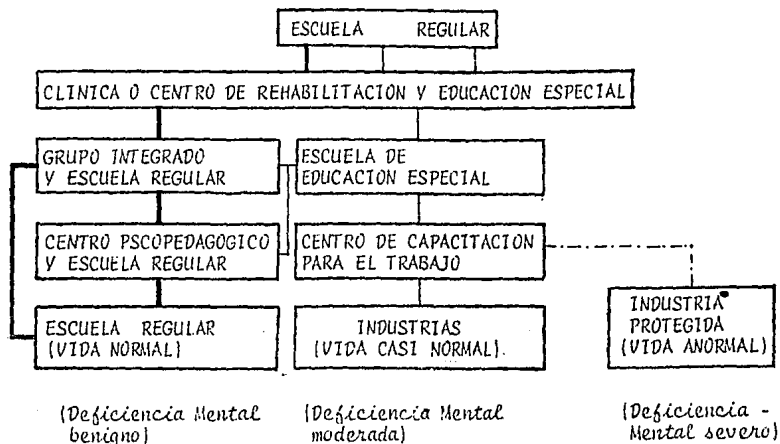 ESCUELA REGULAR
CLINICA O CENTRO DE REHABILITACION Y EDUCACION ESPECIAL
GRUPO INTEGRADO
Y ESCUELA REGULAR
ESCUELA DE
EDUCACION ESPECIAL
CENTRO PSCOPEDAGOGICO
Y ESCUELA REGULAR
CENTRO DE CAPACITACION
PARA EL TRABAJO
ESCUELA REGULAR
(VIDA NORMAL)
INDUSTRIAS
(VIDA CASI NORMAL).
INDUSTRIA
PROTEGIDA
(VIDA ANORMAL)
(Deficiencia Mental
benigno)
(Deficiencia Mental
moderada)
(Deficiencia -
Mental severo)